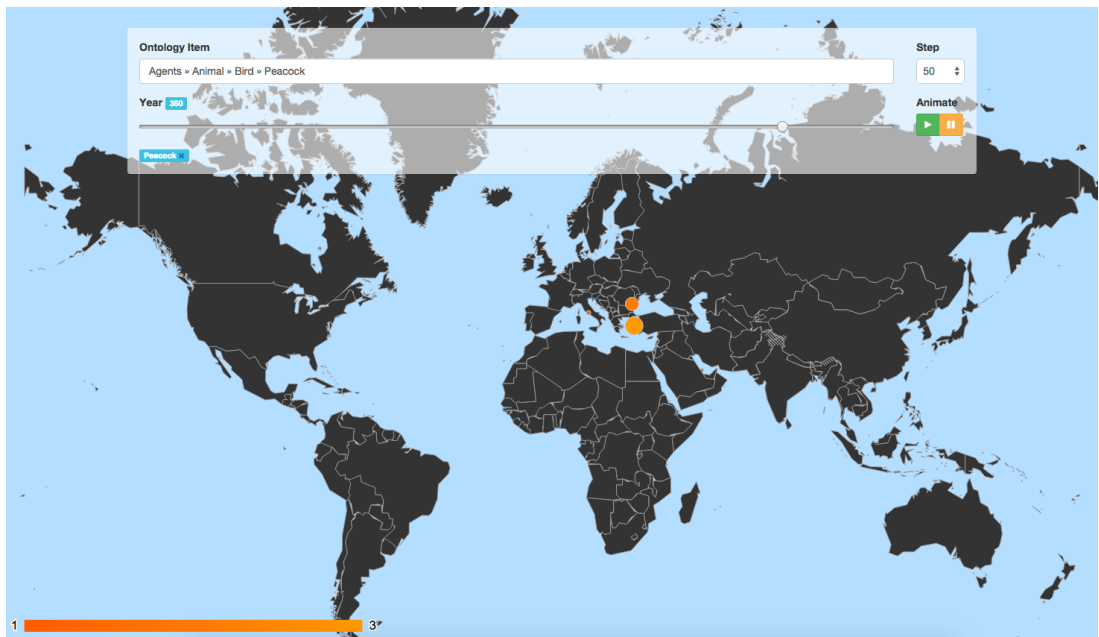 Ontology Item
Step
Agents » Animal » Bird » Peacock
50
Year 360
Animate
Peacock ×
1
3